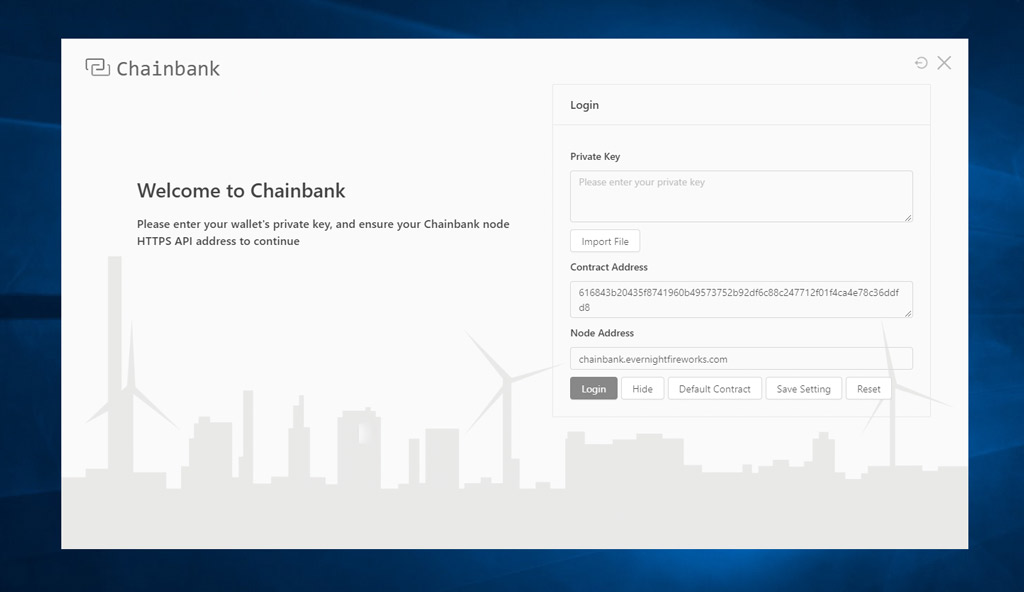 Chainbank
Login
Welcome to Chainbank
Please enter your wallet's private key, and ensure your Chainbank node
HTTPS API address to continue
Private Key
Please enter your private key
Import File
Contract Address
616843b20435f8741960b49573752b92df6c88c247712f01f4ca4e78c36ddf
d8
Node Address
chainbank.evernightfireworks.com
Login Hide Default Contract Save Setting Reset